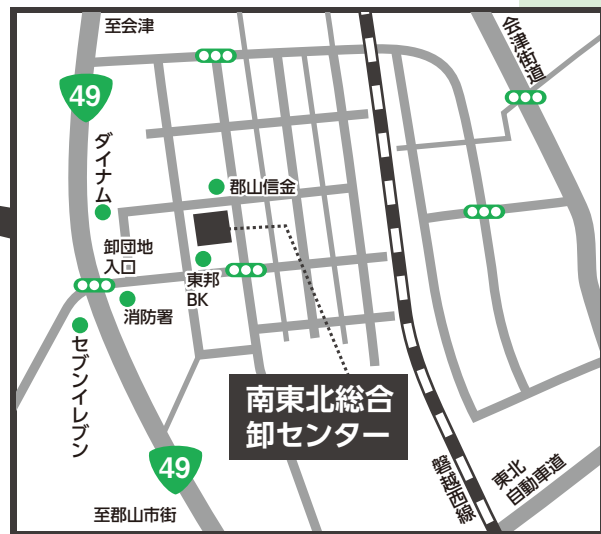 至会津
会津街道
49
ダイナム
郡山信金
卸団地
入口
東邦
BK
消防署
セブンイレブン
南東北総合
卸センター
49
磐越西線
東北
自動車道
至郡山市街